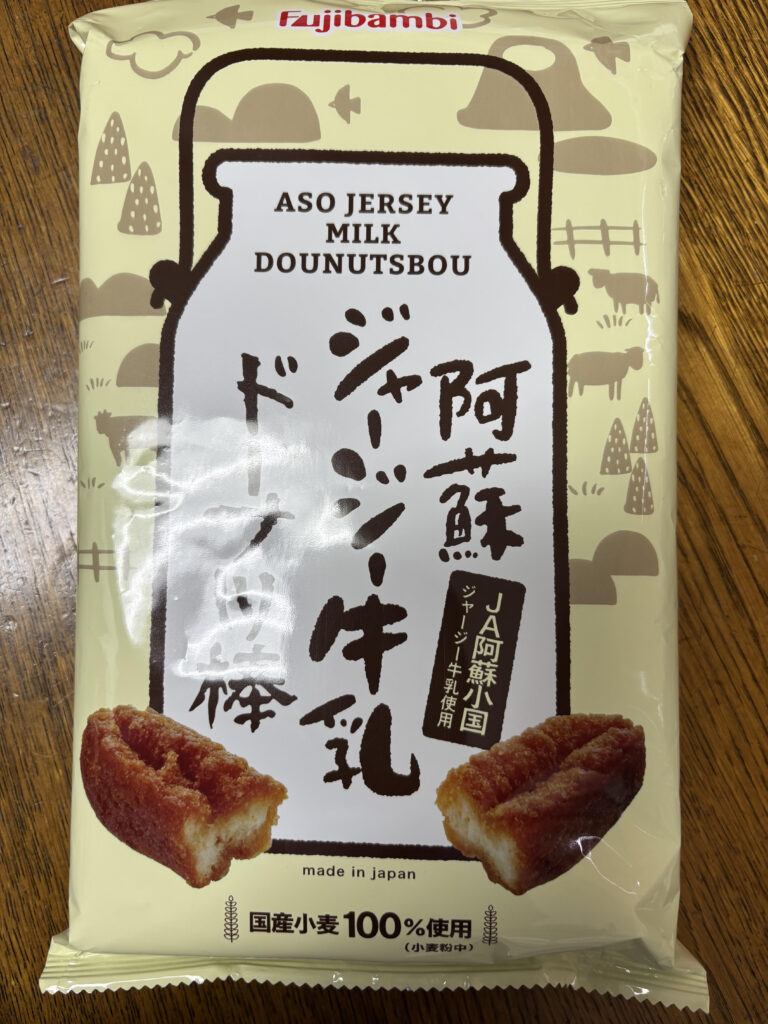 Fujibambi
ASO JERSEY
MILK
DOUNUTSBOU
阿蘇
ジャージー牛乳
ドーナツ棒
JA阿蘇小国
ジャージー牛乳使用
made in japan
国産小麦100%使用
(小麦粉中)